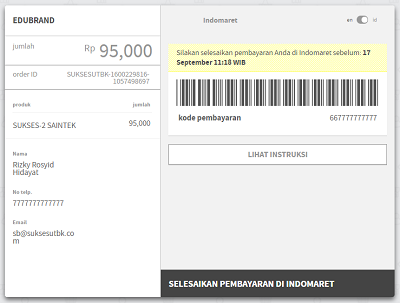 EDUBRAND
jumlah Rp 95,000
order ID SUKSESUTBK-1600229816-
1057498697
produk jumlah
SUKSES-2 SAINTEK 95,000
Nama
Rizky Rosyid
Hidayat
No telp.
7777777777777
Email
sb@suksesutbk.co
m
Indomaret
en id
Silakan selesaikan pembayaran Anda di Indomaret sebelum: 17
September 11:18 WIB
kode pembayaran 667777777777
LIHAT INSTRUKSI
SELESAIKAN PEMBAYARAN DI INDOMARET